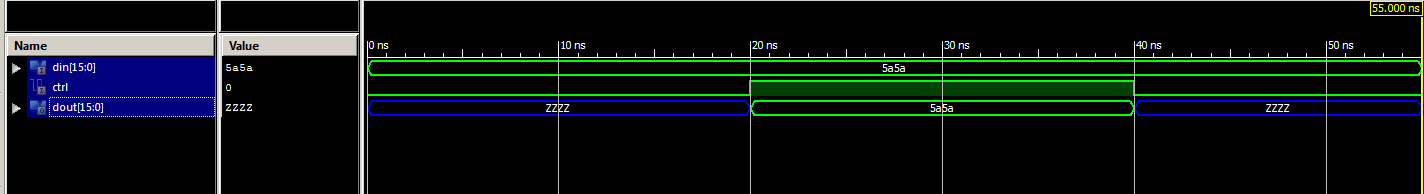 55.000 ns
Name Value
0 ns 10 ns 20 ns 30 ns 40 ns 50 ns
din[15:0] 5a5a 5a5a
ctrl 0
dout[15:0] ZZZZ ZZZZ 5a5a ZZZZ